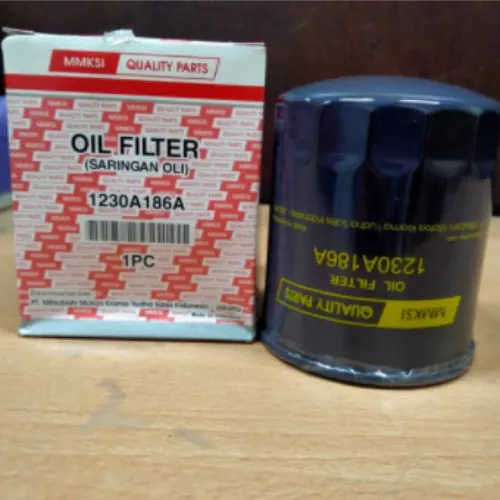 MMKSI QUALITY PARTS
OIL FILTER
(SARINGAN OLI)
1230A186A
1PC
PT. Mitsubishi Motors Krama Yudha Sales Indonesia
MMKSI QUALITY PARTS
OIL FILTER
1230A186A